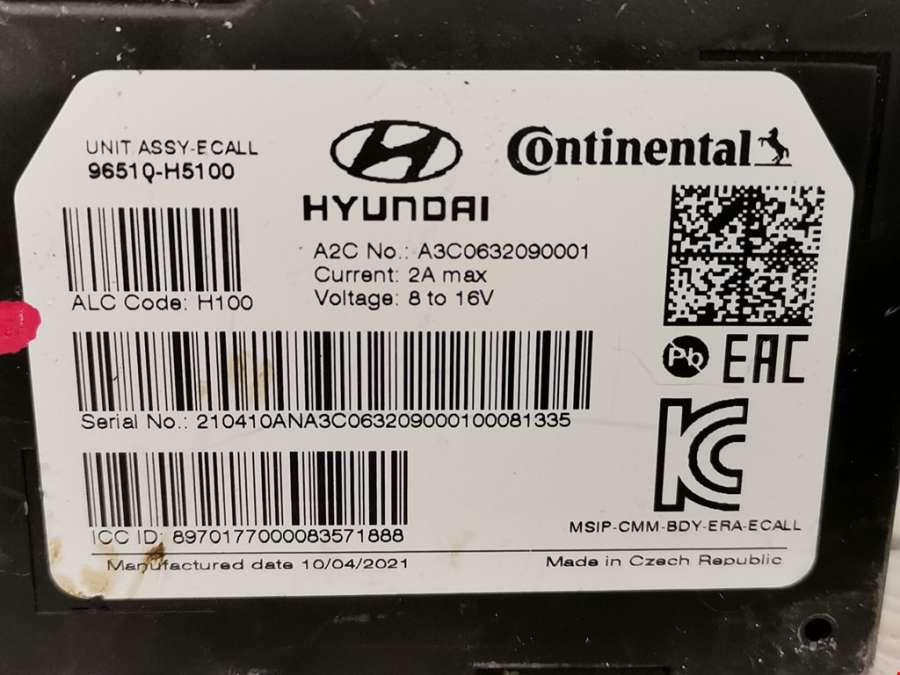 UNIT ASSY-ECALL
96510-H5100
HYUNDAI
Continental
A2C No.: A3C0632090001
Current: 2A max
Voltage: 8 to 16V
ALC Code: H100
Pb
EAC
Serial No.: 210410ANA3C063209000100081335
KC
MSIP-CMM-BDY-ERA-ECALL
ICC ID: 8970177000083571888
Manufactured date 10/04/2021
Made in Czech Republic